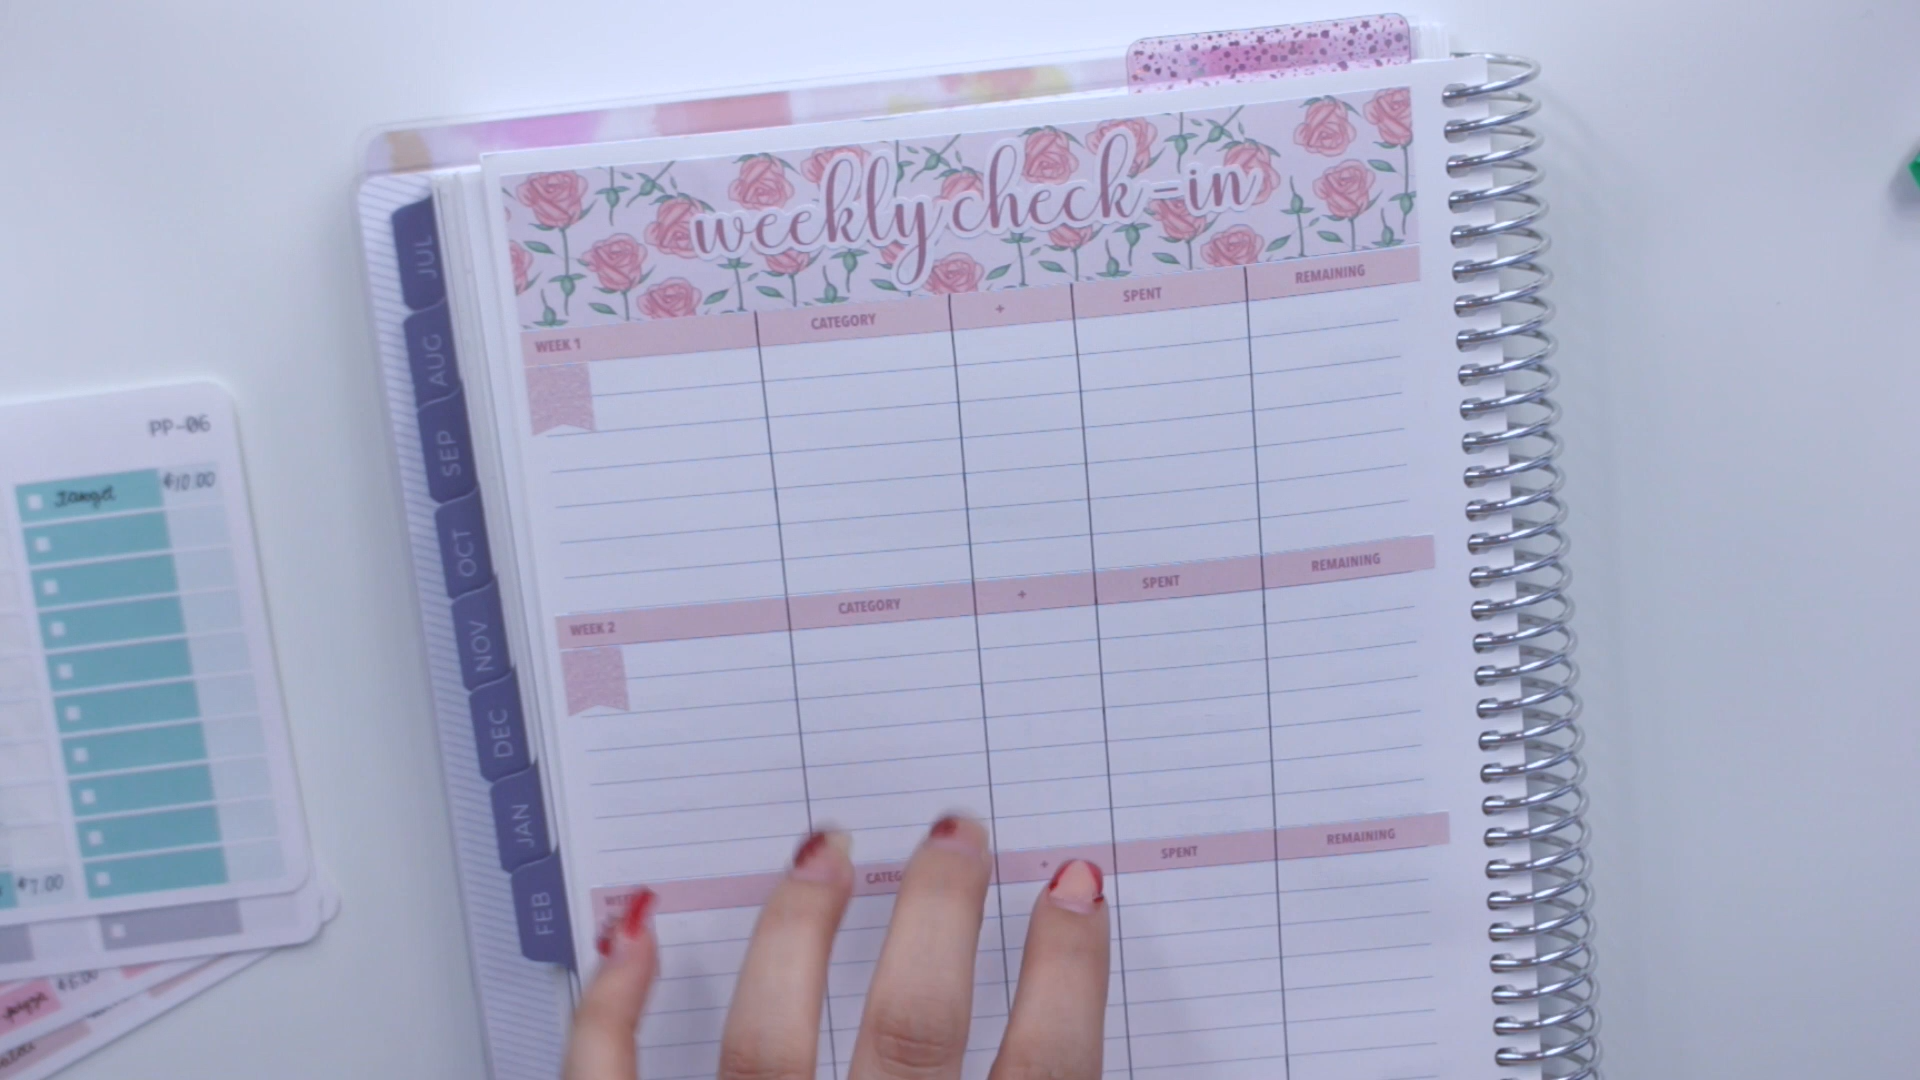 weekly check-in
WEEK 1 CATEGORY + SPENT REMAINING
WEEK 2 CATEGORY + SPENT REMAINING
CATEG + SPENT REMAINING
JUL
AUG
SEP
OCT
NOV
DEC
JAN
FEB
PP-06
Target $10.00
$7.00